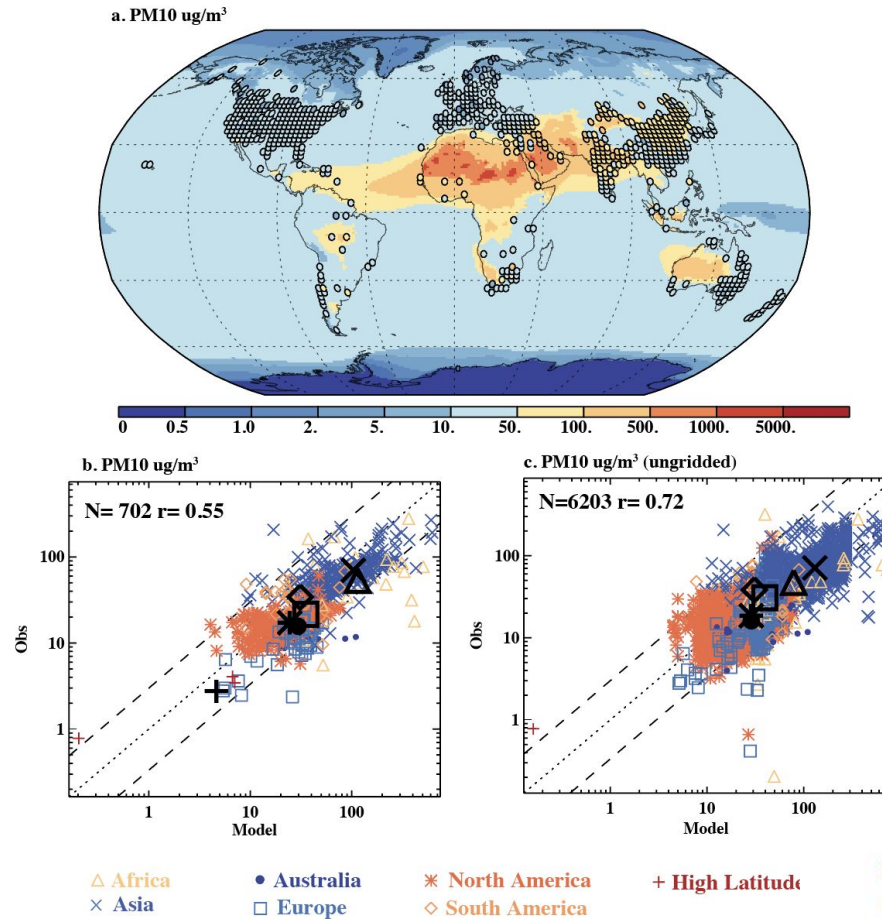 a. PM10 ug/m³
0 0.5 1.0 2. 5. 10. 50. 100. 500. 1000. 5000.
b. PM10 ug/m³
N= 702 r= 0.55
100
10
1
Obs
1 10 100
Model
c. PM10 ug/m³ (ungridded)
N=6203 r= 0.72
100
10
1
Obs
1 10 100
Model
Africa Australia North America High Latitude
Asia Europe South America